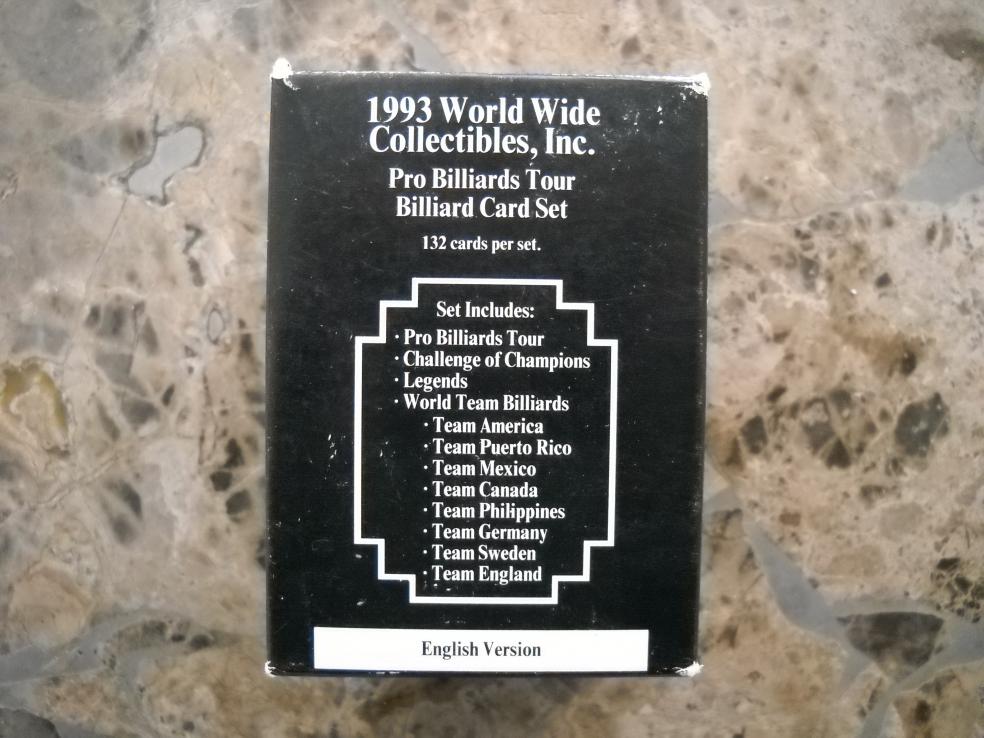 1993 World Wide
Collectibles, Inc.
Pro Billiards Tour
Billiard Card Set
132 cards per set.
Set Includes:
· Pro Billiards Tour
· Challenge of Champions
· Legends
· World Team Billiards
· Team America
· Team Puerto Rico
· Team Mexico
· Team Canada
· Team Philippines
· Team Germany
· Team Sweden
· Team England
English Version